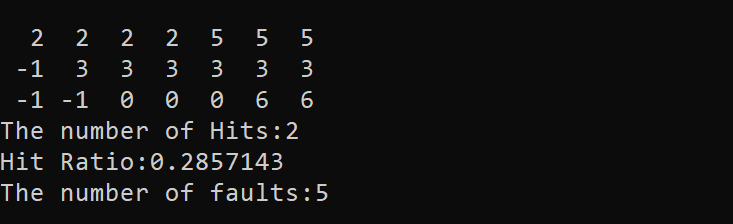 2 2 2 2 5 5 5
-1 3 3 3 3 3 3
-1 -1 0 0 0 6 6
The number of Hits:2
Hit Ratio:0.2857143
The number of faults:5